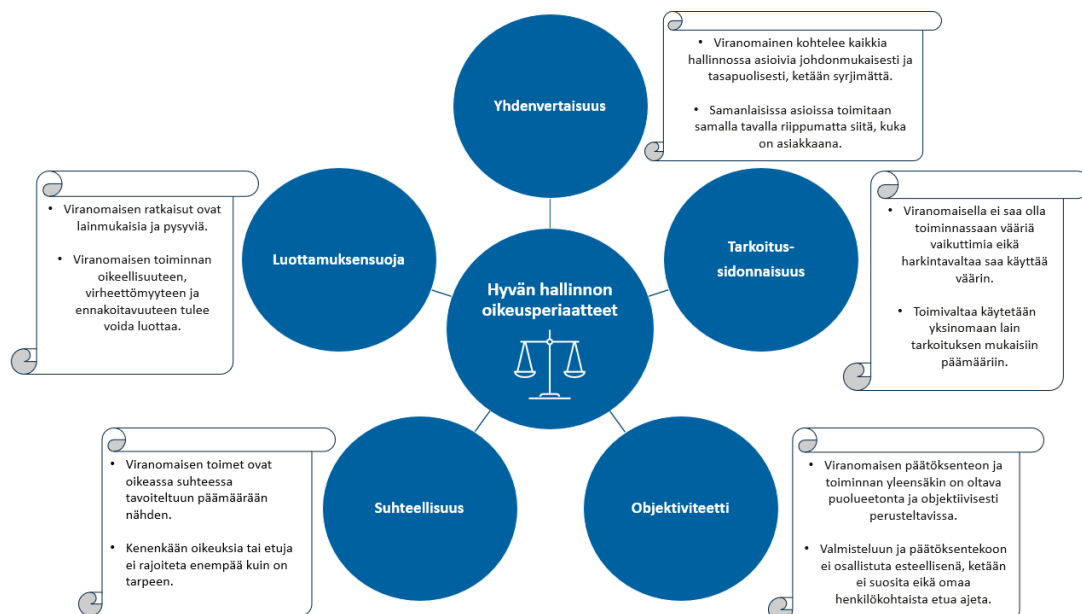 Yhdenvertaisuus
• Viranomainen kohtelee kaikkia
hallinnossa asioivia johdonmukaisesti ja
tasapuolisesti, ketään syrjimättä.
• Samanlaisissa asioissa toimitaan
samalla tavalla riippumatta siitä, kuka
on asiakkaana.
Luottamuksensuoja
• Viranomaisen ratkaisut ovat
lainmukaisia ja pysyviä.
• Viranomaisen toiminnan
oikeellisuuteen,
virheettömyyteen ja
ennakoitavuuteen tulee
voida luottaa.
Hyvän hallinnon
oikeusperiaatteet
Tarkoitus-
sidonnaisuus
• Viranomaisella ei saa olla
toiminnassaan vääriä
vaikuttimia eikä
harkintavaltaa saa käyttää
väärin.
• Toimivaltaa käytetään
yksinomaan lain
tarkoituksen mukaisiin
päämääriin.
Suhteellisuus
• Viranomaisen toimet ovat
oikeassa suhteessa
tavoiteltuun päämäärään
nähden.
• Kenenkään oikeuksia tai etuja
ei rajoiteta enempää kuin on
tarpeen.
Objektiviteetti
• Viranomaisen päätöksenteon ja
toiminnan yleensäkin on oltava
puolueetonta ja objektiivisesti
perusteltavissa.
• Valmisteluun ja päätöksentekoon
ei osallistuta esteellisenä, ketään
ei suosita eikä omaa
henkilökohtaista etua ajeta.